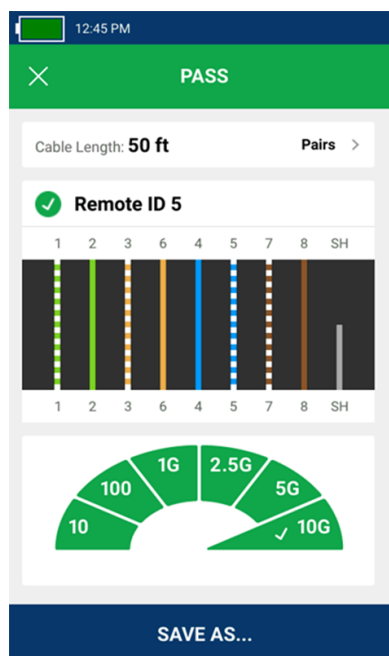 12:45 PM
PASS
Cable Length: 50 ft Pairs >
Remote ID 5
1 2 3 6 4 5 7 8 SH
1 2 3 6 4 5 7 8 SH
10 100 1G 2.5G 5G 10G
SAVE AS...